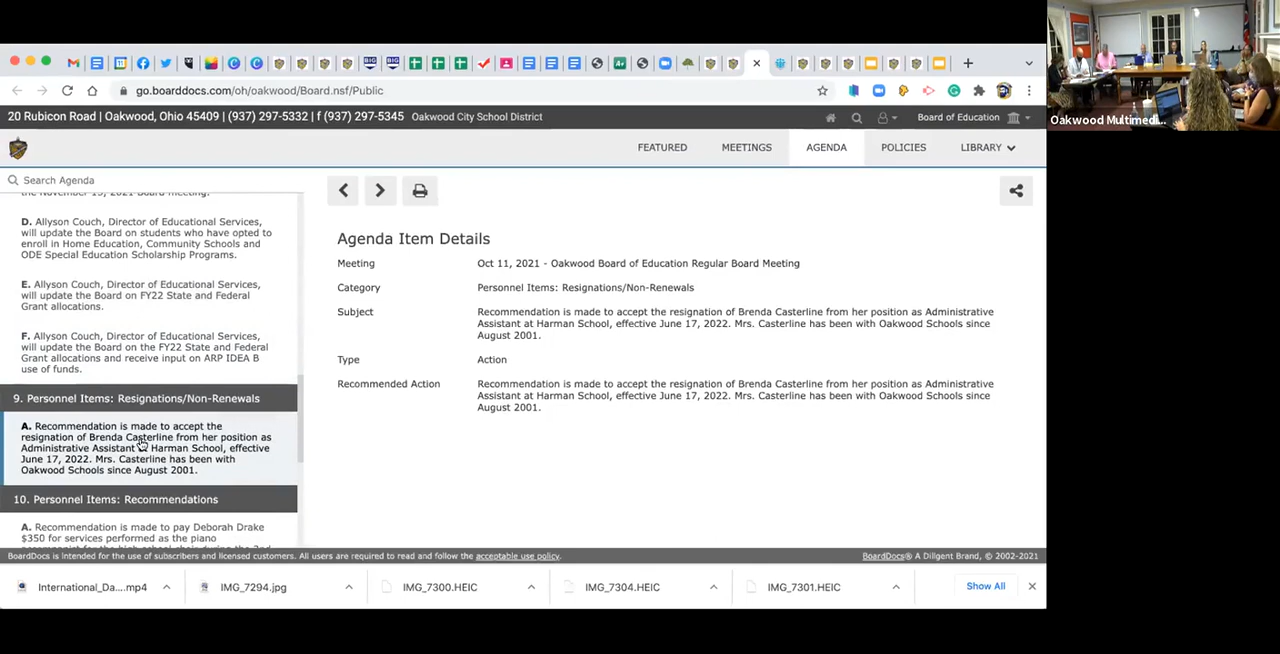 go.boarddocs.com/oh/oakwood/Board.nsf/Public
Oakwood Multimedi...
20 Rubicon Road | Oakwood, Ohio 45409 | (937) 297-5332 | f (937) 297-5345 Oakwood City School District
Board of Education
FEATURED
MEETINGS
AGENDA
POLICIES
LIBRARY
Search Agenda
D. Allyson Couch, Director of Educational Services,
will update the Board on students who have opted to
enroll in Home Education, Community Schools and
ODE Special Education Scholarship Programs.
E. Allyson Couch, Director of Educational Services,
will update the Board on FY22 State and Federal
Grant allocations.
F. Allyson Couch, Director of Educational Services,
will update the Board on the FY22 State and Federal
Grant allocations and receive input on ARP IDEA B
use of funds.
9. Personnel Items: Resignations/Non-Renewals
A. Recommendation is made to accept the
resignation of Brenda Casterline from her position as
Administrative Assistant at Harman School, effective
June 17, 2022. Mrs. Casterline has been with
Oakwood Schools since August 2001.
10. Personnel Items: Recommendations
A. Recommendation is made to pay Deborah Drake
$350 for services performed as the piano
Agenda Item Details
Meeting
Oct 11, 2021 - Oakwood Board of Education Regular Board Meeting
Category
Personnel Items: Resignations/Non-Renewals
Subject
Recommendation is made to accept the resignation of Brenda Casterline from her position as Administrative
Assistant at Harman School, effective June 17, 2022. Mrs. Casterline has been with Oakwood Schools since
August 2001.
Type
Action
Recommended Action
Recommendation is made to accept the resignation of Brenda Casterline from her position as Administrative
Assistant at Harman School, effective June 17, 2022. Mrs. Casterline has been with Oakwood Schools since
August 2001.
BoardDocs is intended for the use of subscribers and licensed customers. All users are required to read and follow the acceptable use policy.
BoardDocs® A Diligent Brand, © 2002-2021
International_Da....mp4
IMG_7294.jpg
IMG_7300.HEIC
IMG_7304.HEIC
IMG_7301.HEIC
Show All